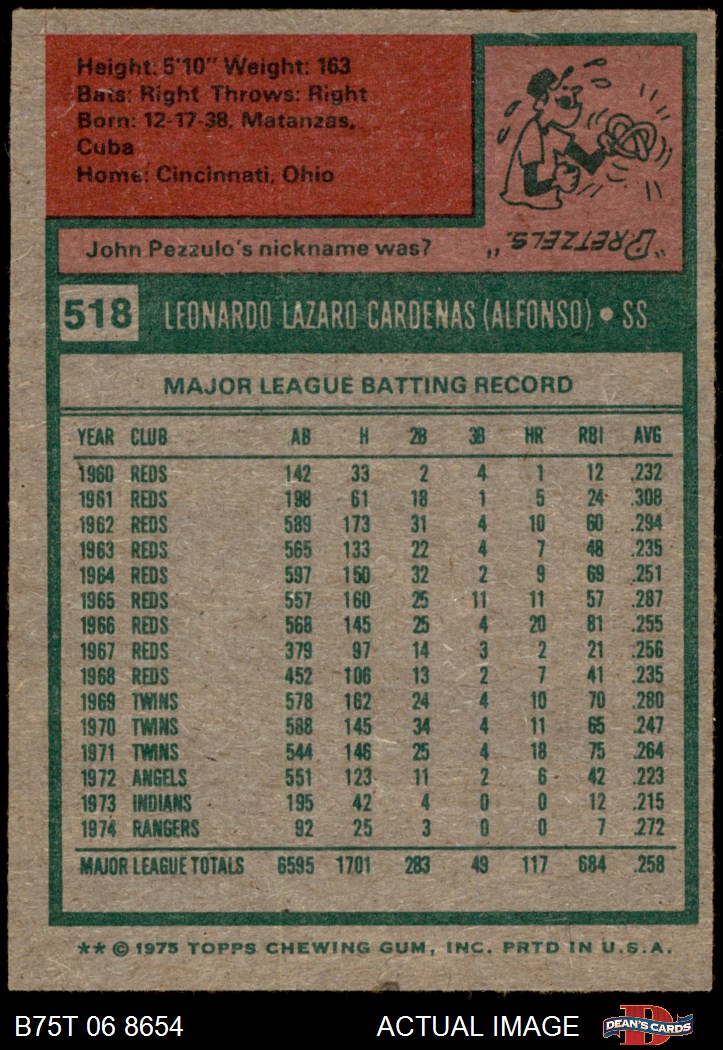 Height: 5'10" Weight: 163
Bats: Right Throws: Right
Born: 12-17-38, Matanzas,
Cuba
Home: Cincinnati, Ohio
John Pezzulo's nickname was?
"PRETZELS."
518 LEONARDO LAZARO CARDENAS (ALFONSO) • SS
MAJOR LEAGUE BATTING RECORD
YEAR CLUB AB H 2B 3B HR RBI AVG
1960 REDS 142 33 2 4 1 12 .232
1961 REDS 198 61 18 1 5 24 .308
1962 REDS 589 173 31 4 10 60 .294
1963 REDS 565 133 22 4 7 48 .235
1964 REDS 597 150 32 2 9 69 .251
1965 REDS 557 160 25 11 11 57 .287
1966 REDS 568 145 25 4 20 81 .255
1967 REDS 379 97 14 3 2 21 .256
1968 REDS 452 106 13 2 7 41 .235
1969 TWINS 578 162 24 4 10 70 .280
1970 TWINS 588 145 34 4 11 65 .247
1971 TWINS 544 146 25 4 18 75 .264
1972 ANGELS 551 123 11 2 6 42 .223
1973 INDIANS 195 42 4 0 0 12 .215
1974 RANGERS 92 25 3 0 0 7 .272
MAJOR LEAGUE TOTALS 6595 1701 283 49 117 684 .258
** © 1975 TOPPS CHEWING GUM, INC. PRTD IN U.S.A.
B75T 06 8654 ACTUAL IMAGE D DEAN'S CARDS